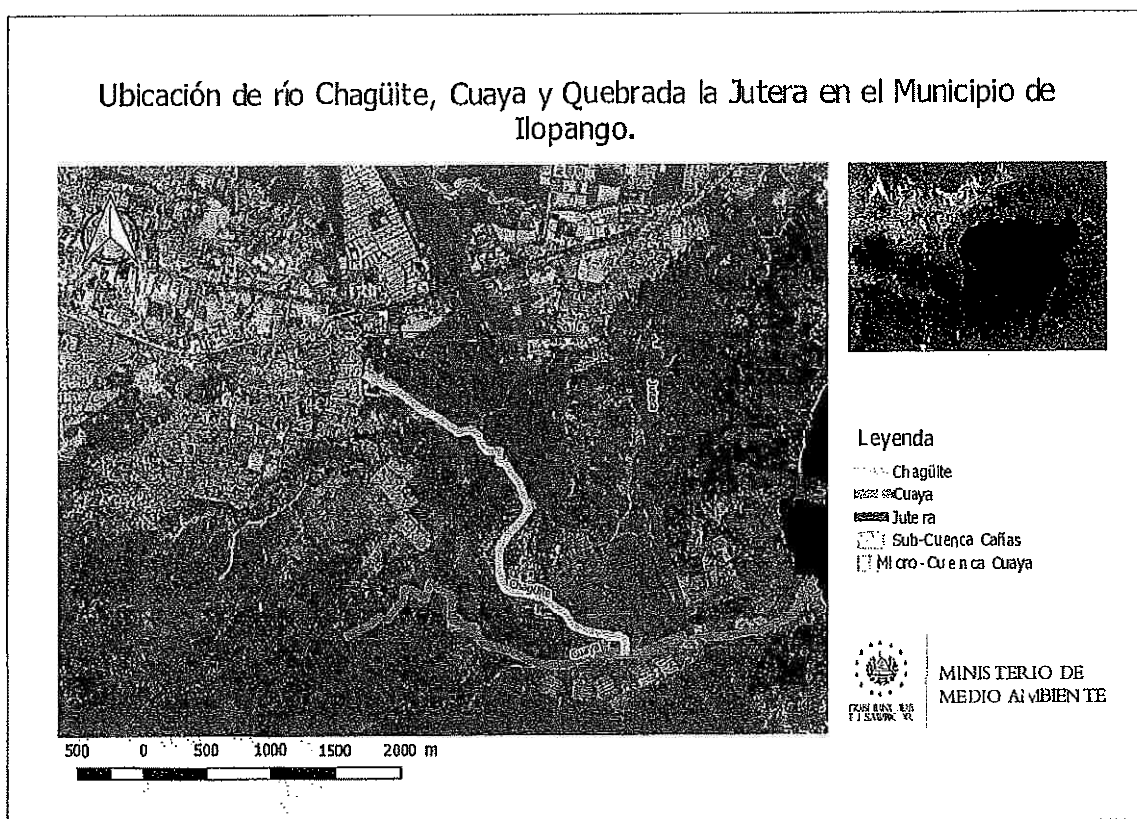 Ubicación de río Chagüite, Cuaya y Quebrada la Jutera en el Municipio de
Ilopango.
Leyenda
Chagüite
Cuaya
Jutera
Sub-Cuenca Cañas
Micro-Cuenca Cuaya
MINISTERIO DE
MEDIO AMBIENTE
500 0 500 1000 1500 2000 m